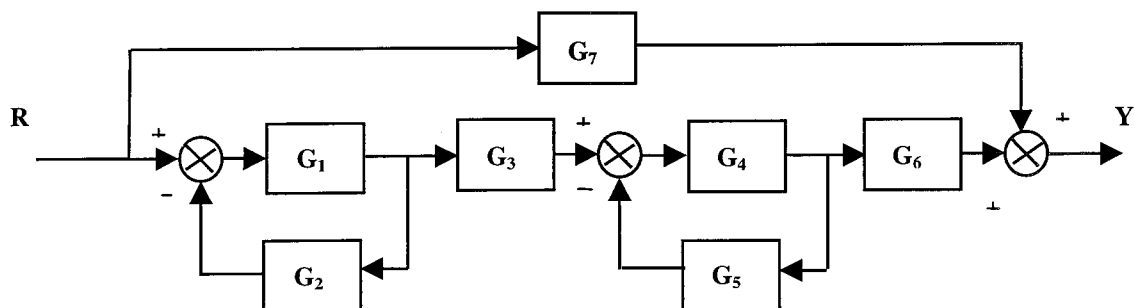 G₇
R
Y
+
+
+
G₁
G₃
G₄
G₆
−
−
+
G₂
G₅